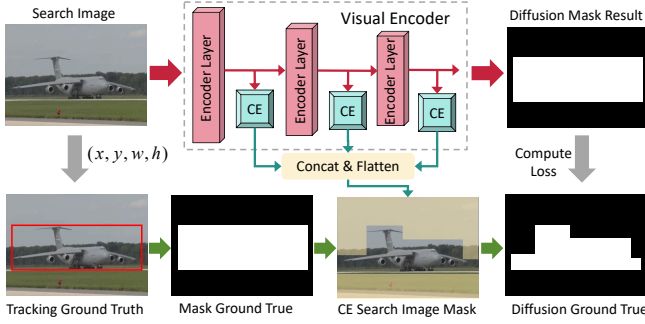 Search Image
Visual Encoder
Diffusion Mask Result
Encoder Layer
Encoder Layer
Encoder Layer
CE
CE
CE
(x, y, w, h)
Concat & Flatten
Compute
Loss
Tracking Ground Truth
Mask Ground True
CE Search Image Mask
Diffusion Ground True